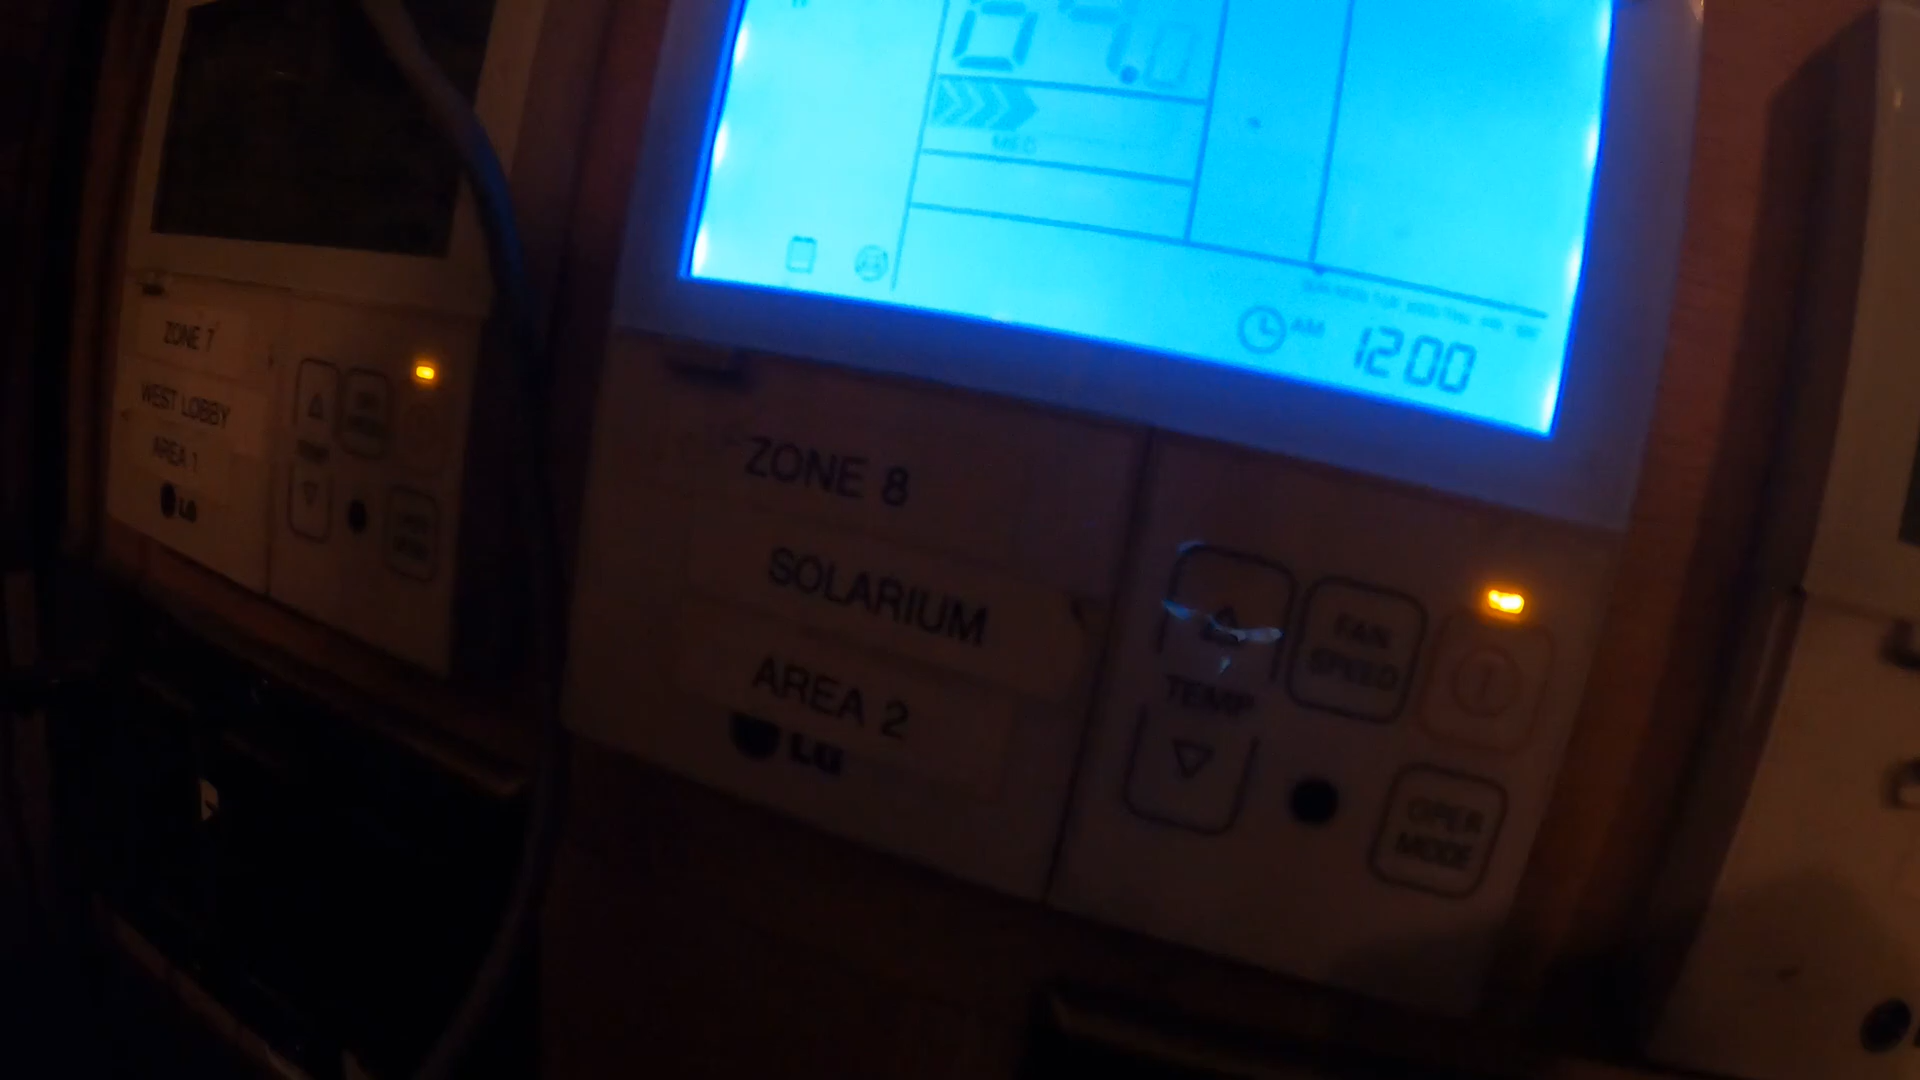 ZONE 7
WEST LOBBY
AREA 1
LG
MED
AM 12:00
ZONE 8
SOLARIUM
AREA 2
LG
TEMP
FAN
SPEED
OPER
MODE